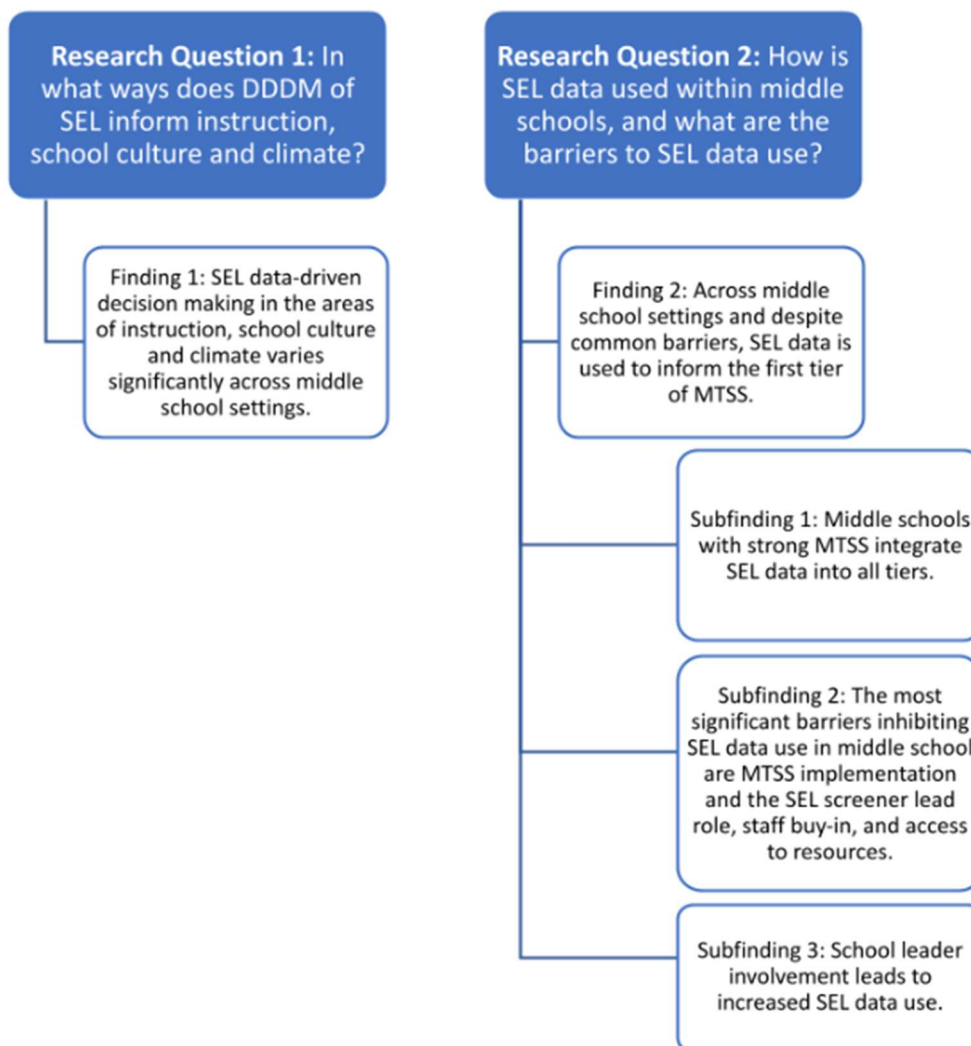 Research Question 1: In
what ways does DDDM of
SEL inform instruction,
school culture and climate?
Finding 1: SEL data-driven
decision making in the areas
of instruction, school culture
and climate varies
significantly across middle
school settings.
Research Question 2: How is
SEL data used within middle
schools, and what are the
barriers to SEL data use?
Finding 2: Across middle
school settings and despite
common barriers, SEL data is
used to inform the first tier
of MTSS.
Subfinding 1: Middle schools
with strong MTSS integrate
SEL data into all tiers.
Subfinding 2: The most
significant barriers inhibiting
SEL data use in middle school
are MTSS implementation
and the SEL screener lead
role, staff buy-in, and access
to resources.
Subfinding 3: School leader
involvement leads to
increased SEL data use.